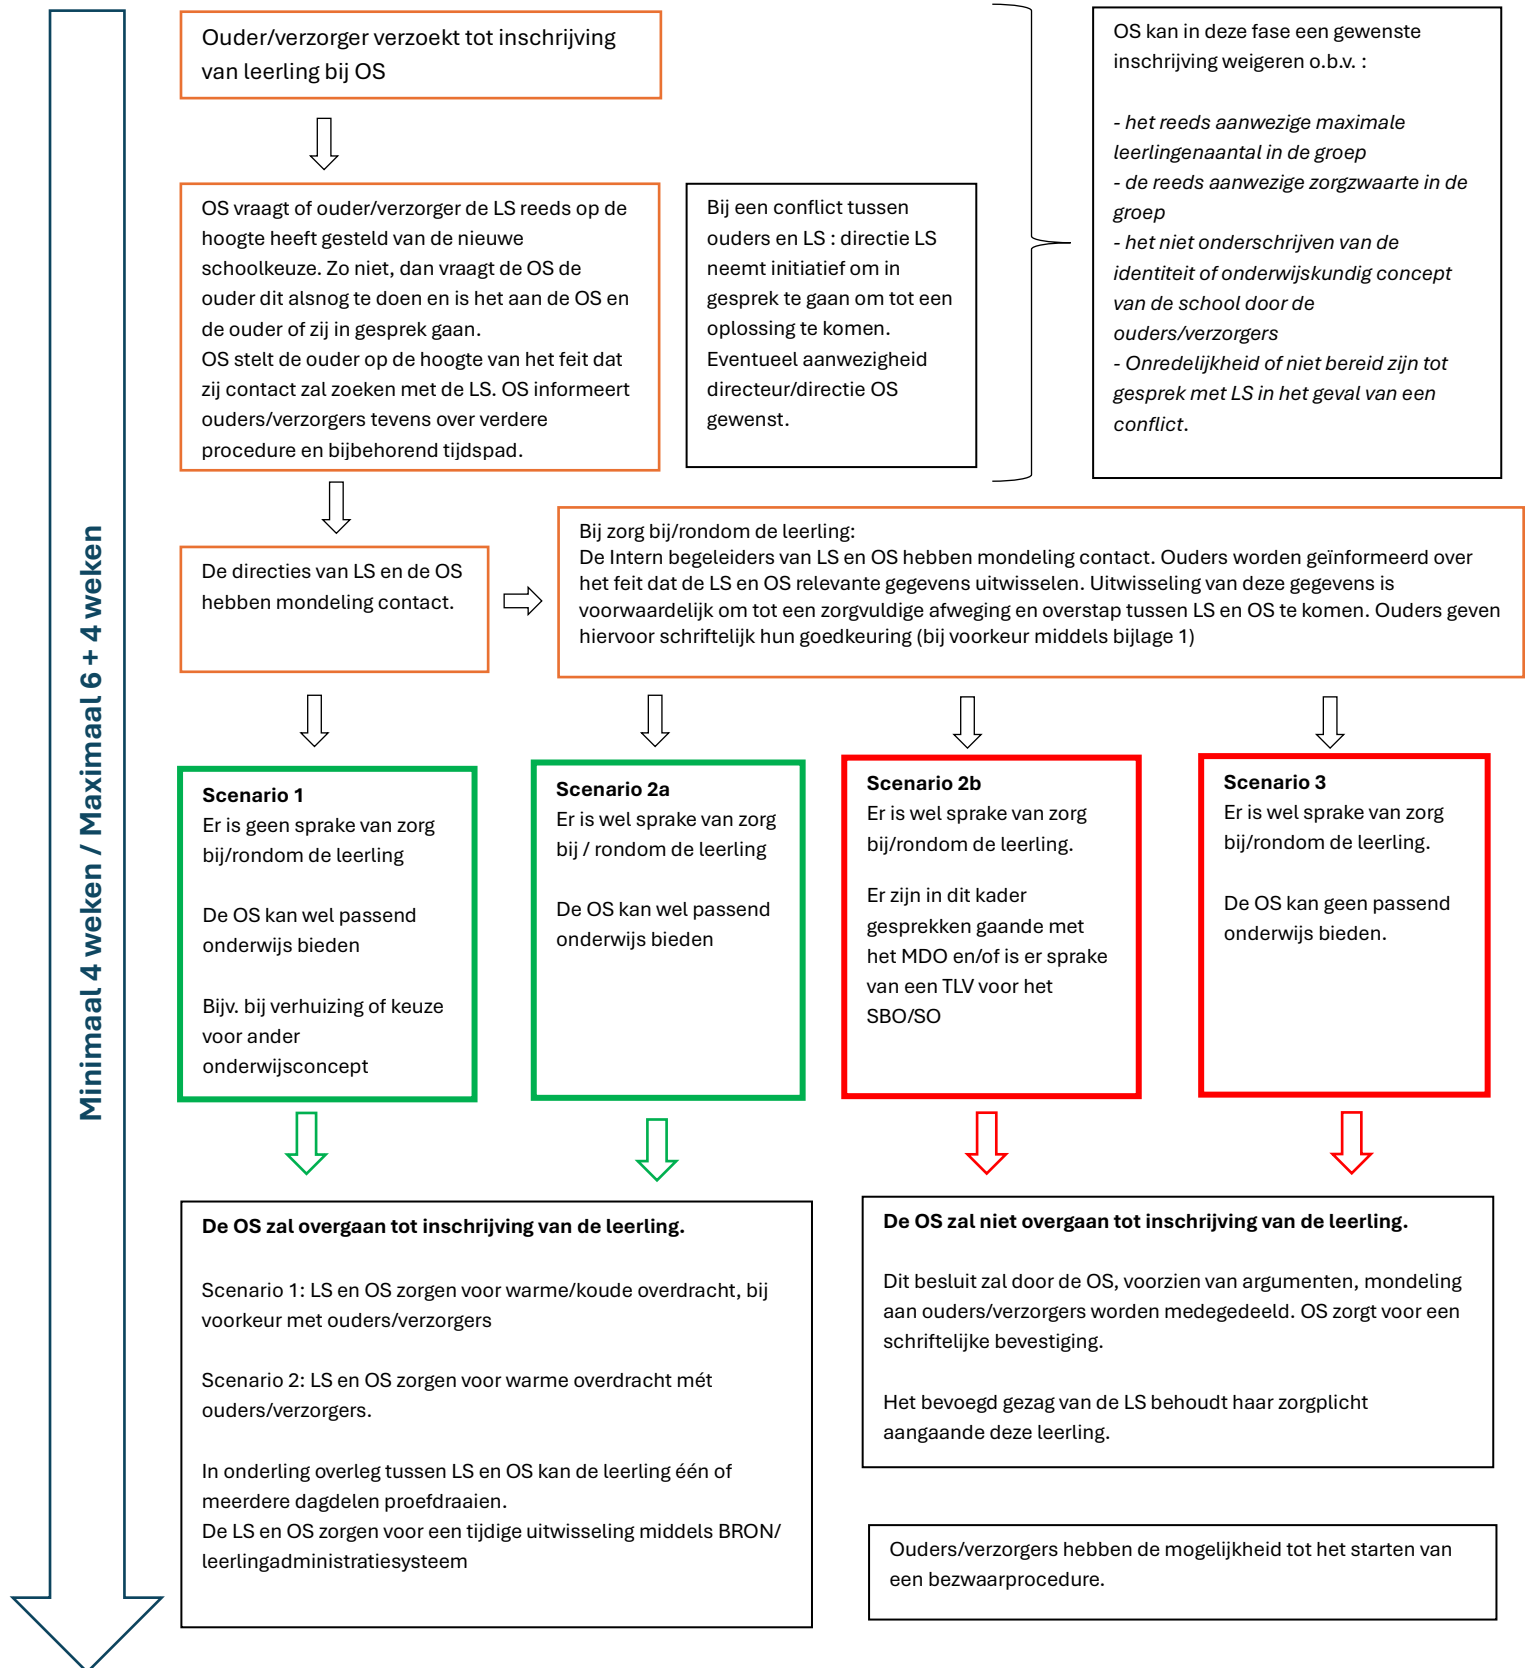 Minimaal 4 weken / Maximaal 6 + 4 weken
Ouder/verzorger verzoekt tot inschrijving
van leerling bij OS
OS vraagt of ouder/verzorger de LS reeds op de
hoogte heeft gesteld van de nieuwe
schoolkeuze. Zo niet, dan vraagt de OS de
ouder dit alsnog te doen en is het aan de OS en
de ouder of zij in gesprek gaan.
OS stelt de ouder op de hoogte van het feit dat
zij contact zal zoeken met de LS. OS informeert
ouders/verzorgers tevens over verdere
procedure en bijbehorend tijdspad.
Bij een conflict tussen
ouders en LS : directie LS
neemt initiatief om in
gesprek te gaan om tot een
oplossing te komen.
Eventueel aanwezigheid
directeur/directie OS
gewenst.
OS kan in deze fase een gewenste
inschrijving weigeren o.b.v. :
- het reeds aanwezige maximale
leerlingenaantal in de groep
- de reeds aanwezige zorgzwaarte in de
groep
- het niet onderschrijven van de
identiteit of onderwijskundig concept
van de school door de
ouders/verzorgers
- Onredelijkheid of niet bereid zijn tot
gesprek met LS in het geval van een
conflict.
De directies van LS en de OS
hebben mondeling contact.
Bij zorg bij/rondom de leerling:
De Intern begeleiders van LS en OS hebben mondeling contact. Ouders worden geïnformeerd over
het feit dat de LS en OS relevante gegevens uitwisselen. Uitwisseling van deze gegevens is
voorwaardelijk om tot een zorgvuldige afweging en overstap tussen LS en OS te komen. Ouders geven
hiervoor schriftelijk hun goedkeuring (bij voorkeur middels bijlage 1)
Scenario 1
Er is geen sprake van zorg
bij/rondom de leerling
De OS kan wel passend
onderwijs bieden
Bijv. bij verhuizing of keuze
voor ander
onderwijsconcept
Scenario 2a
Er is wel sprake van zorg
bij / rondom de leerling
De OS kan wel passend
onderwijs bieden
Scenario 2b
Er is wel sprake van zorg
bij/rondom de leerling.
Er zijn in dit kader
gesprekken gaande met
het MDO en/of is er sprake
van een TLV voor het
SBO/SO
Scenario 3
Er is wel sprake van zorg
bij/rondom de leerling.
De OS kan geen passend
onderwijs bieden.
De OS zal overgaan tot inschrijving van de leerling.
Scenario 1: LS en OS zorgen voor warme/koude overdracht, bij
voorkeur met ouders/verzorgers
Scenario 2: LS en OS zorgen voor warme overdracht mét
ouders/verzorgers.
In onderling overleg tussen LS en OS kan de leerling één of
meerdere dagdelen proefdraaien.
De LS en OS zorgen voor een tijdige uitwisseling middels BRON/
leerlingadministratiesysteem
De OS zal niet overgaan tot inschrijving van de leerling.
Dit besluit zal door de OS, voorzien van argumenten, mondeling
aan ouders/verzorgers worden medegedeeld. OS zorgt voor een
schriftelijke bevestiging.
Het bevoegd gezag van de LS behoudt haar zorgplicht
aangaande deze leerling.
Ouders/verzorgers hebben de mogelijkheid tot het starten van
een bezwaarprocedure.